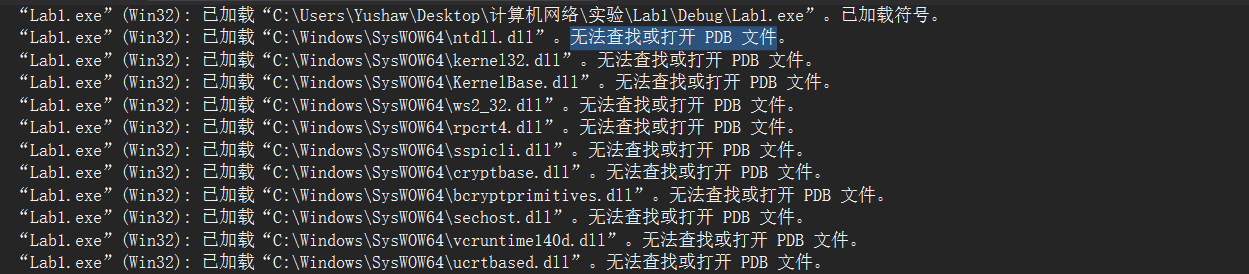 “Lab1.exe”(Win32): 已加载“C:\Users\Yushaw\Desktop\计算机网络\实验\Lab1\Debug\Lab1.exe”。已加载符号。
“Lab1.exe”(Win32): 已加载“C:\Windows\SysWOW64\ntdll.dll”。无法查找或打开 PDB 文件。
“Lab1.exe”(Win32): 已加载“C:\Windows\SysWOW64\kernel32.dll”。无法查找或打开 PDB 文件。
“Lab1.exe”(Win32): 已加载“C:\Windows\SysWOW64\KernelBase.dll”。无法查找或打开 PDB 文件。
“Lab1.exe”(Win32): 已加载“C:\Windows\SysWOW64\ws2_32.dll”。无法查找或打开 PDB 文件。
“Lab1.exe”(Win32): 已加载“C:\Windows\SysWOW64\rpcrt4.dll”。无法查找或打开 PDB 文件。
“Lab1.exe”(Win32): 已加载“C:\Windows\SysWOW64\sspicli.dll”。无法查找或打开 PDB 文件。
“Lab1.exe”(Win32): 已加载“C:\Windows\SysWOW64\cryptbase.dll”。无法查找或打开 PDB 文件。
“Lab1.exe”(Win32): 已加载“C:\Windows\SysWOW64\bcryptprimitives.dll”。无法查找或打开 PDB 文件。
“Lab1.exe”(Win32): 已加载“C:\Windows\SysWOW64\sechost.dll”。无法查找或打开 PDB 文件。
“Lab1.exe”(Win32): 已加载“C:\Windows\SysWOW64\vcruntime140d.dll”。无法查找或打开 PDB 文件。
“Lab1.exe”(Win32): 已加载“C:\Windows\SysWOW64\ucrtbased.dll”。无法查找或打开 PDB 文件。